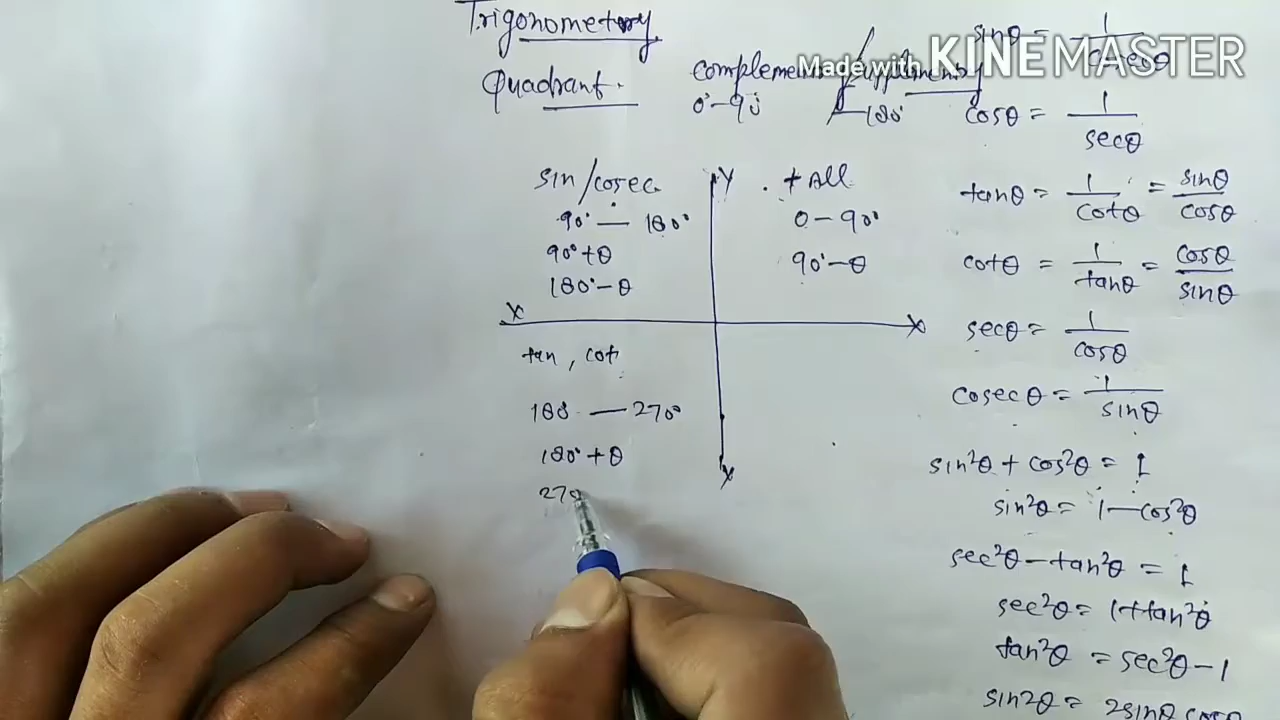 Trigonometry
Quadrant.
complementry / supplimentry
0°-90°
-180°
Made with KINEMASTER
sin/cosec
90° — 180°
90°+θ
180°-θ
Y
+ All
0-90°
90°-θ
X
X
tan, cot
180 — 270°
180°+θ
270
Y
sinθ = 1/cosecθ
cosθ = 1/secθ
tanθ = 1/cotθ = sinθ/cosθ
cotθ = 1/tanθ = cosθ/sinθ
secθ = 1/cosθ
cosecθ = 1/sinθ
sin²θ + cos²θ = 1
sin²θ = 1-cos²θ
sec²θ - tan²θ = 1
sec²θ = 1+tan²θ
tan²θ = sec²θ-1
sin2θ = 2sinθ cosθ